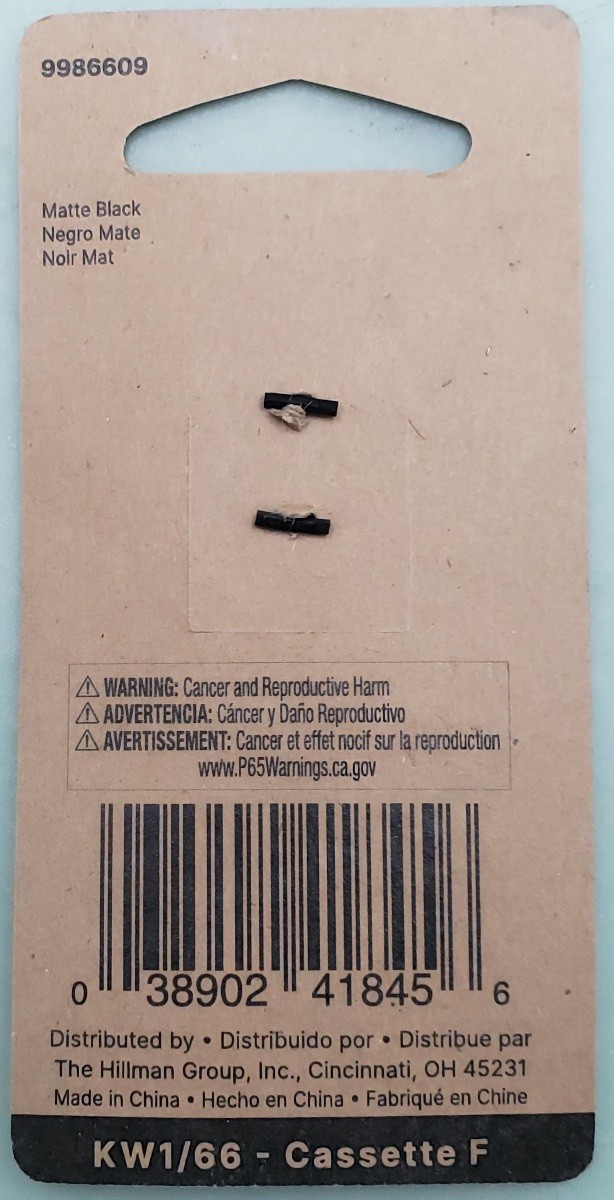 9986609
Matte Black
Negro Mate
Noir Mat
⚠ WARNING: Cancer and Reproductive Harm
⚠ ADVERTENCIA: Cáncer y Daño Reproductivo
⚠ AVERTISSEMENT: Cancer et effet nocif sur la reproduction
www.P65Warnings.ca.gov
0 38902 41845 6
Distributed by • Distribuido por • Distribue par
The Hillman Group, Inc., Cincinnati, OH 45231
Made in China • Hecho en China • Fabriqué en Chine
KW1/66 - Cassette F